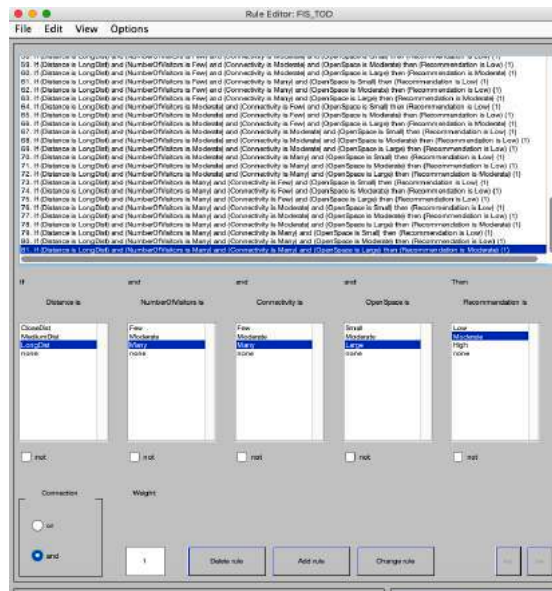 Rule Editor: FIS_TOD
File Edit View Options
59. If (Distance is LongDist) and (NumberOfVisitors is Few) and (Connectivity is Moderate) and (OpenSpace is Moderate) then (Recommendation is Low) (1)
60. If (Distance is LongDist) and (NumberOfVisitors is Few) and (Connectivity is Moderate) and (OpenSpace is Large) then (Recommendation is Moderate) (1)
61. If (Distance is LongDist) and (NumberOfVisitors is Few) and (Connectivity is Many) and (OpenSpace is Small) then (Recommendation is Low) (1)
62. If (Distance is LongDist) and (NumberOfVisitors is Few) and (Connectivity is Many) and (OpenSpace is Moderate) then (Recommendation is Low) (1)
63. If (Distance is LongDist) and (NumberOfVisitors is Few) and (Connectivity is Many) and (OpenSpace is Large) then (Recommendation is Moderate) (1)
64. If (Distance is LongDist) and (NumberOfVisitors is Moderate) and (Connectivity is Few) and (OpenSpace is Small) then (Recommendation is Low) (1)
65. If (Distance is LongDist) and (NumberOfVisitors is Moderate) and (Connectivity is Few) and (OpenSpace is Moderate) then (Recommendation is Low) (1)
66. If (Distance is LongDist) and (NumberOfVisitors is Moderate) and (Connectivity is Few) and (OpenSpace is Large) then (Recommendation is Low) (1)
67. If (Distance is LongDist) and (NumberOfVisitors is Moderate) and (Connectivity is Moderate) and (OpenSpace is Small) then (Recommendation is Low) (1)
68. If (Distance is LongDist) and (NumberOfVisitors is Moderate) and (Connectivity is Moderate) and (OpenSpace is Moderate) then (Recommendation is Low) (1)
69. If (Distance is LongDist) and (NumberOfVisitors is Moderate) and (Connectivity is Moderate) and (OpenSpace is Large) then (Recommendation is Low) (1)
70. If (Distance is LongDist) and (NumberOfVisitors is Moderate) and (Connectivity is Many) and (OpenSpace is Small) then (Recommendation is Low) (1)
71. If (Distance is LongDist) and (NumberOfVisitors is Moderate) and (Connectivity is Many) and (OpenSpace is Moderate) then (Recommendation is Low) (1)
72. If (Distance is LongDist) and (NumberOfVisitors is Moderate) and (Connectivity is Many) and (OpenSpace is Large) then (Recommendation is Moderate) (1)
73. If (Distance is LongDist) and (NumberOfVisitors is Many) and (Connectivity is Few) and (OpenSpace is Small) then (Recommendation is Low) (1)
74. If (Distance is LongDist) and (NumberOfVisitors is Many) and (Connectivity is Few) and (OpenSpace is Moderate) then (Recommendation is Low) (1)
75. If (Distance is LongDist) and (NumberOfVisitors is Many) and (Connectivity is Few) and (OpenSpace is Large) then (Recommendation is Moderate) (1)
76. If (Distance is LongDist) and (NumberOfVisitors is Many) and (Connectivity is Moderate) and (OpenSpace is Small) then (Recommendation is Low) (1)
77. If (Distance is LongDist) and (NumberOfVisitors is Many) and (Connectivity is Moderate) and (OpenSpace is Moderate) then (Recommendation is Moderate) (1)
78. If (Distance is LongDist) and (NumberOfVisitors is Many) and (Connectivity is Moderate) and (OpenSpace is Large) then (Recommendation is Moderate) (1)
79. If (Distance is LongDist) and (NumberOfVisitors is Many) and (Connectivity is Many) and (OpenSpace is Small) then (Recommendation is Low) (1)
80. If (Distance is LongDist) and (NumberOfVisitors is Many) and (Connectivity is Many) and (OpenSpace is Moderate) then (Recommendation is Low) (1)
81. If (Distance is LongDist) and (NumberOfVisitors is Many) and (Connectivity is Many) and (OpenSpace is Large) then (Recommendation is Moderate) (1)
If and and and Then
Distance is NumberOfVisitors is Connectivity is OpenSpace is Recommendation is
CloseDist Few Few Small Low
MediumDist Moderate Moderate Moderate Moderate
LongDist Many Many Large High
none none none none none
not not not not not
Connection Weight:
or
and 1 Delete rule Add rule Change rule